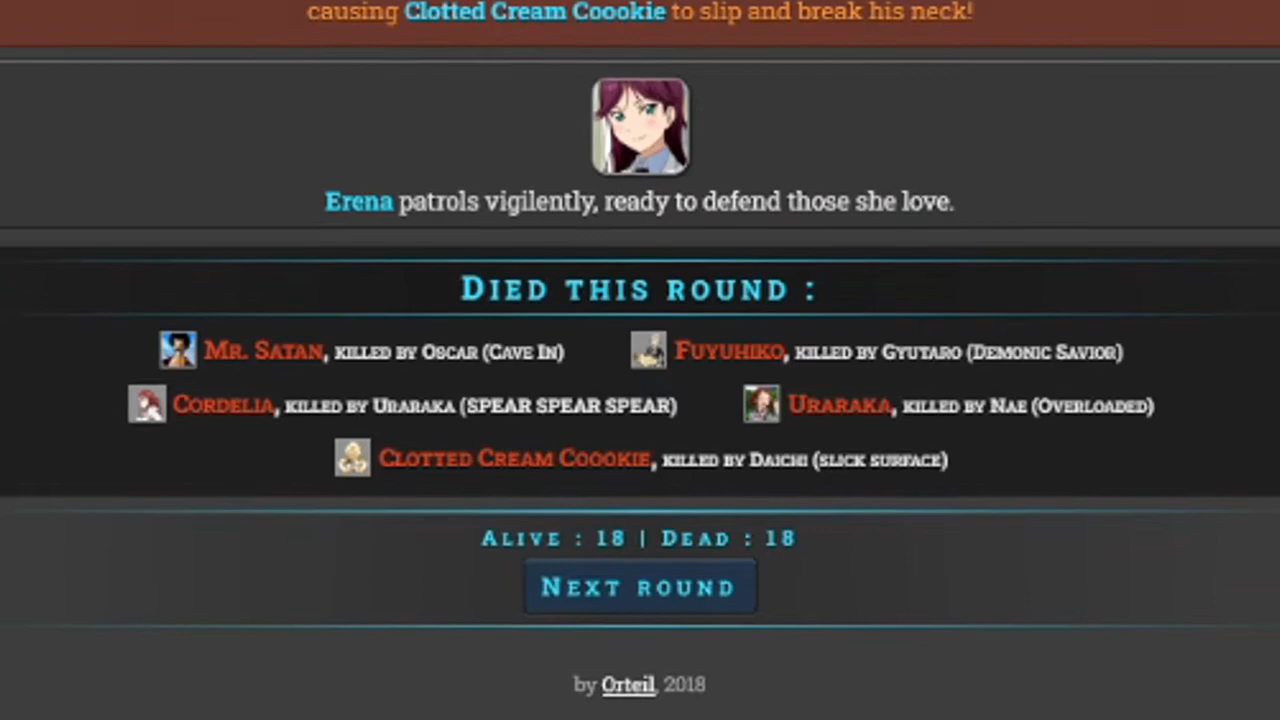 causing Clotted Cream Coookie to slip and break his neck!
Erena patrols vigilently, ready to defend those she love.
DIED THIS ROUND :
MR. SATAN, KILLED BY OSCAR (CAVE IN) FUYUHIKO, KILLED BY GYUTARO (DEMONIC SAVIOR)
CORDELIA, KILLED BY URARAKA (SPEAR SPEAR SPEAR) URARAKA, KILLED BY NAE (OVERLOADED)
CLOTTED CREAM COOOKIE, KILLED BY DAICHI (SLICK SURFACE)
ALIVE : 18 | DEAD : 18
NEXT ROUND
by Orteil, 2018